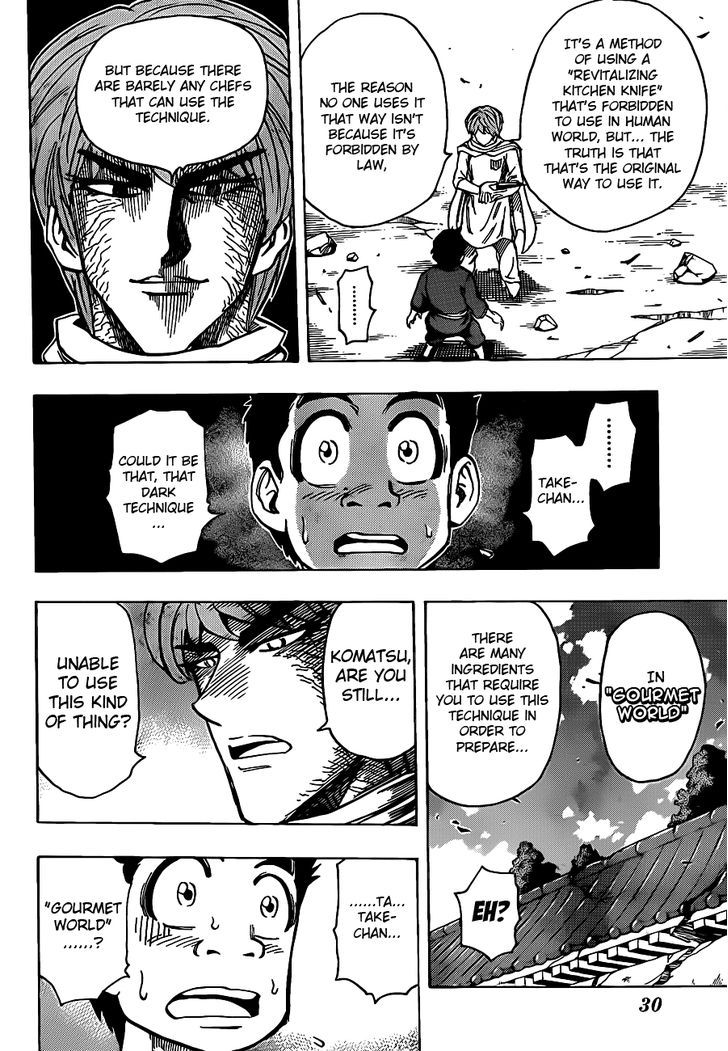 IT'S A METHOD
OF USING A
"REVITALIZING
KITCHEN KNIFE"
THAT'S FORBIDDEN
TO USE IN HUMAN
WORLD, BUT... THE
TRUTH IS THAT
THAT'S THE ORIGINAL
WAY TO USE IT.
THE REASON
NO ONE USES IT
THAT WAY ISN'T
BECAUSE IT'S
FORBIDDEN BY
LAW,
........
BUT BECAUSE THERE
ARE BARELY ANY CHEFS
THAT CAN USE THE
TECHNIQUE.
........
TAKE-
CHAN...
COULD IT BE
THAT, THAT
DARK
TECHNIQUE
...
IN
"GOURMET
WORLD"
THERE
ARE MANY
INGREDIENTS
THAT REQUIRE
YOU TO USE THIS
TECHNIQUE IN
ORDER TO
PREPARE...
EH?
KOMATSU,
ARE YOU
STILL...
UNABLE
TO USE
THIS KIND
OF THING?
......TA...
TAKE-
CHAN...
"GOURMET
WORLD"
......?
30